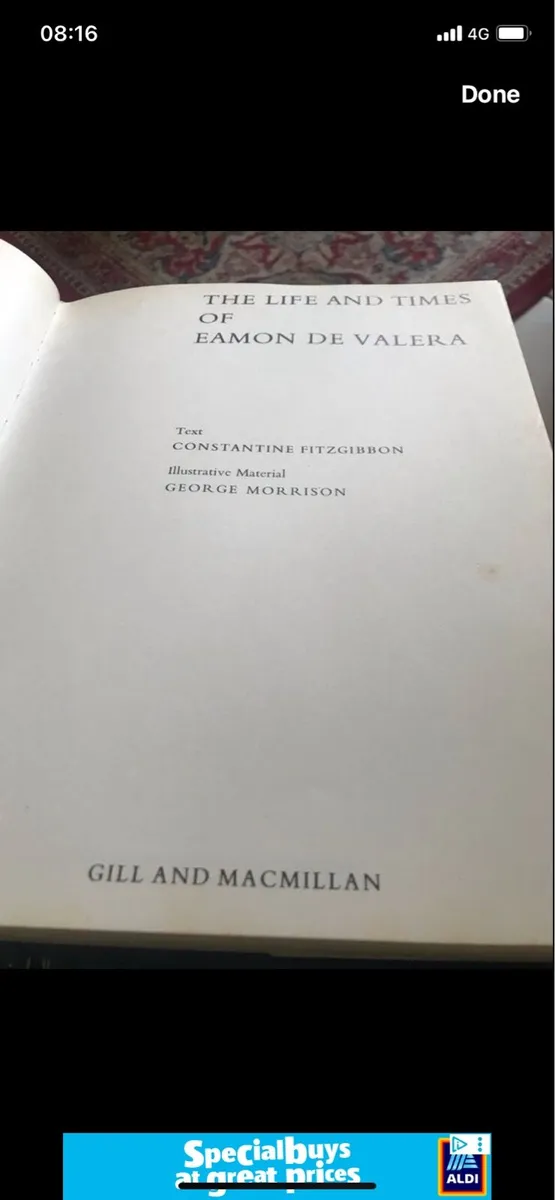 08:16
4G
Done
THE LIFE AND TIMES
OF
EAMON DE VALERA
Text
CONSTANTINE FITZGIBBON
Illustrative Material
GEORGE MORRISON
GILL AND MACMILLAN
Specialbuys
at great prices
ALDI